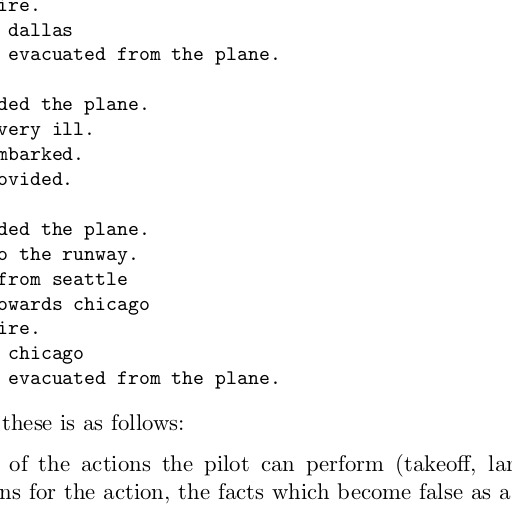 ire.
dallas
evacuated from the plane.
ded the plane.
very ill.
mbarked.
ovided.
ded the plane.
o the runway.
from seattle
owards chicago
ire.
chicago
evacuated from the plane.
these is as follows:
of the actions the pilot can perform (takeoff, lan
ns for the action, the facts which become false as a